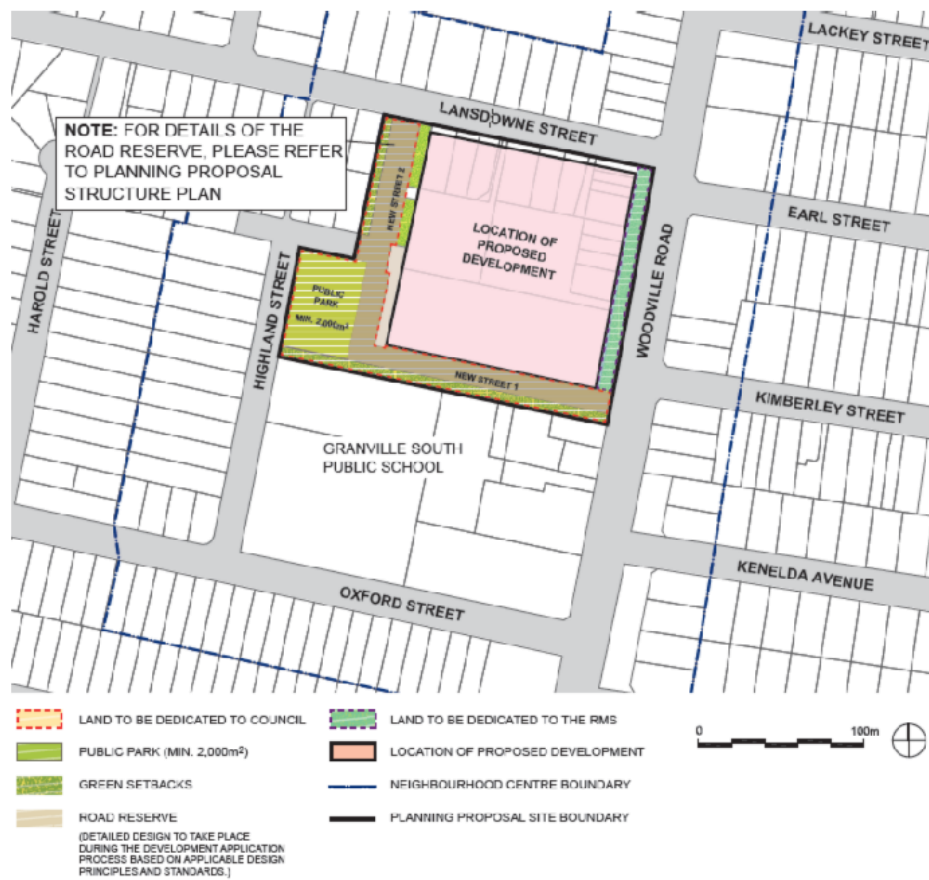 LACKEY STREET
LANSDOWNE STREET
NOTE: FOR DETAILS OF THE
ROAD RESERVE, PLEASE REFER
TO PLANNING PROPOSAL
STRUCTURE PLAN
NEW STREET 2
EARL STREET
LOCATION OF
PROPOSED
DEVELOPMENT
HAROLD STREET
HIGHLAND STREET
WOODVILLE ROAD
PUBLIC
PARK
MIN. 2,000m²
NEW STREET 1
KIMBERLEY STREET
GRANVILLE SOUTH
PUBLIC SCHOOL
KENELDA AVENUE
OXFORD STREET
LAND TO BE DEDICATED TO COUNCIL
PUBLIC PARK (MIN. 2,000m²)
GREEN SETBACKS
ROAD RESERVE
(DETAILED DESIGN TO TAKE PLACE
DURING THE DEVELOPMENT APPLICATION
PROCESS BASED ON APPLICABLE DESIGN
PRINCIPLES AND STANDARDS.)
LAND TO BE DEDICATED TO THE RMS
LOCATION OF PROPOSED DEVELOPMENT
NEIGHBOURHOOD CENTRE BOUNDARY
PLANNING PROPOSAL SITE BOUNDARY
0 100m